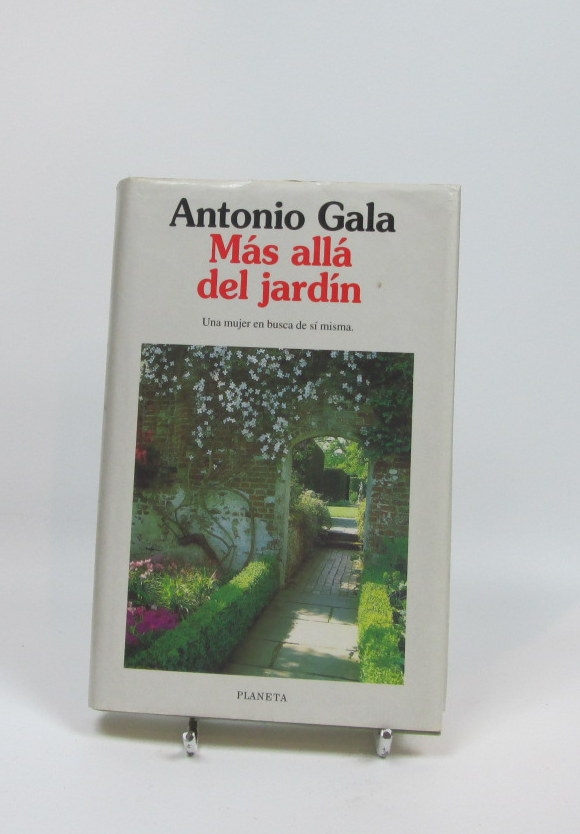 Antonio Gala
Más allá
del jardín
Una mujer en busca de sí misma.
PLANETA